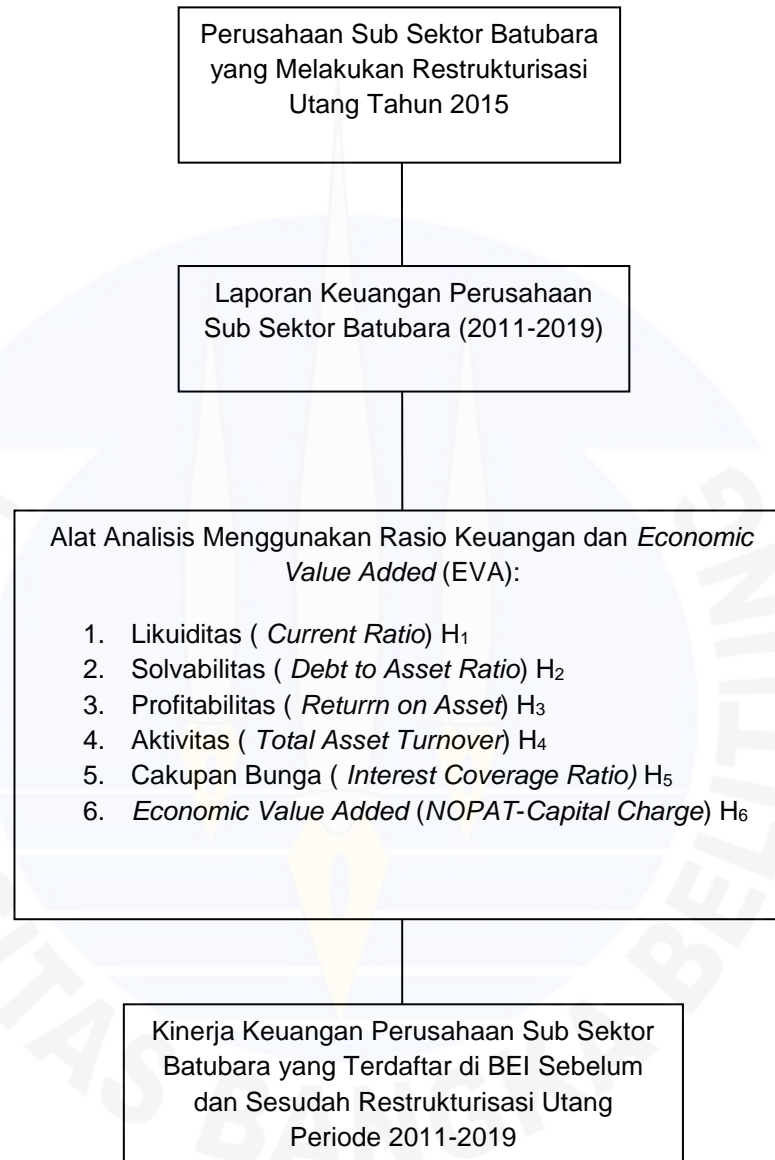 Perusahaan Sub Sektor Batubara
yang Melakukan Restrukturisasi
Utang Tahun 2015
Laporan Keuangan Perusahaan
Sub Sektor Batubara (2011-2019)
Alat Analisis Menggunakan Rasio Keuangan dan Economic
Value Added (EVA):
1. Likuiditas ( Current Ratio) H₁
2. Solvabilitas ( Debt to Asset Ratio) H₂
3. Profitabilitas ( Returrn on Asset) H₃
4. Aktivitas ( Total Asset Turnover) H₄
5. Cakupan Bunga ( Interest Coverage Ratio) H₅
6. Economic Value Added (NOPAT-Capital Charge) H₆
Kinerja Keuangan Perusahaan Sub Sektor
Batubara yang Terdaftar di BEI Sebelum
dan Sesudah Restrukturisasi Utang
Periode 2011-2019